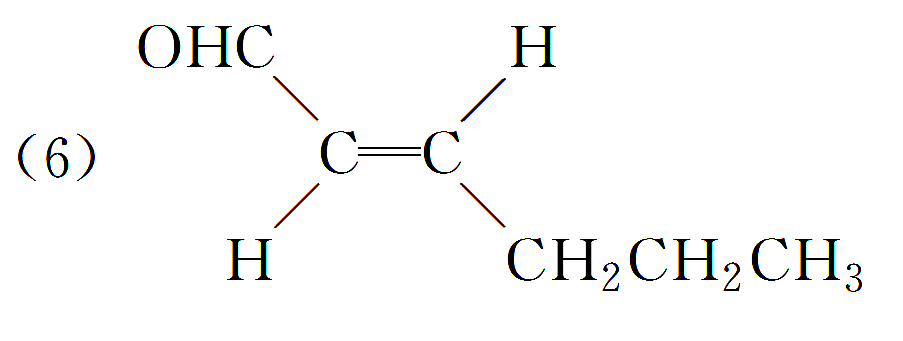 OHC H
(6) C=C
H CH₂CH₂CH₃